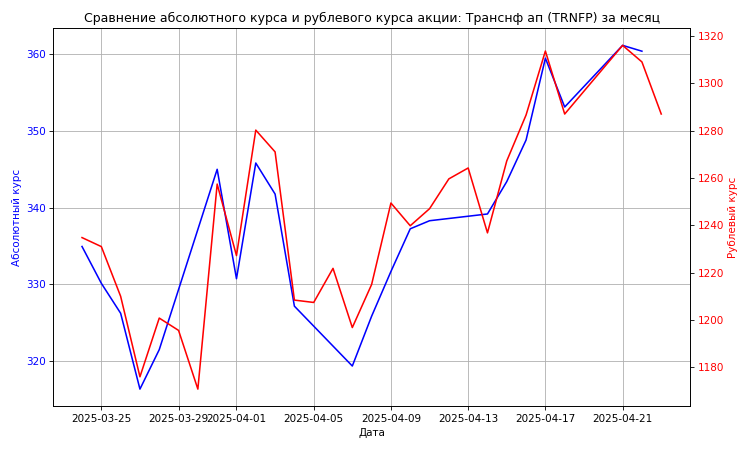 Сравнение абсолютного курса и рублевого курса акции: Транснф ап (TRNFP) за месяц
Абсолютный курс
360
350
340
330
320
1320
1300
1280
1260
1240
1220
1200
1180
Рублевый курс
2025-03-25 2025-03-29 2025-04-01 2025-04-05 2025-04-09 2025-04-13 2025-04-17 2025-04-21
Дата